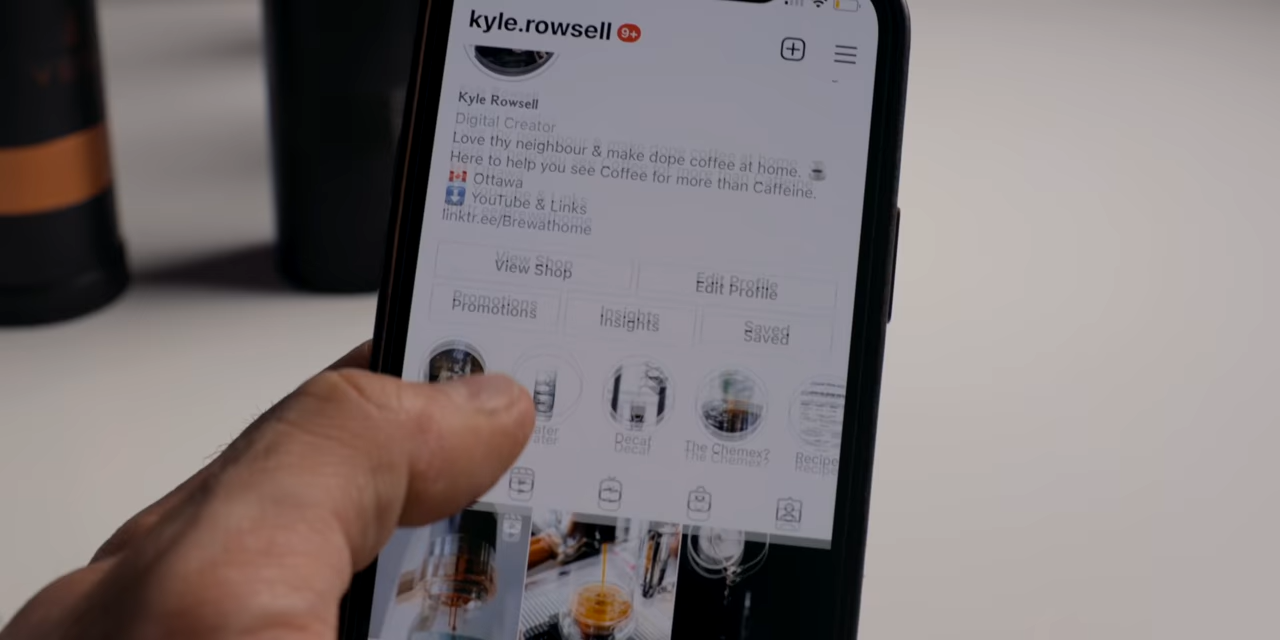 kyle.rowsell 9+
Kyle Rowsell
Digital Creator
Love thy neighbour & make dope coffee at home.
Here to help you see Coffee for more than Caffeine.
Ottawa
YouTube & Links
linktr.ee/Brewathome
View Shop
Edit Profile
Promotions
Insights
Saved
Decaf
The Chemex?
Recipe